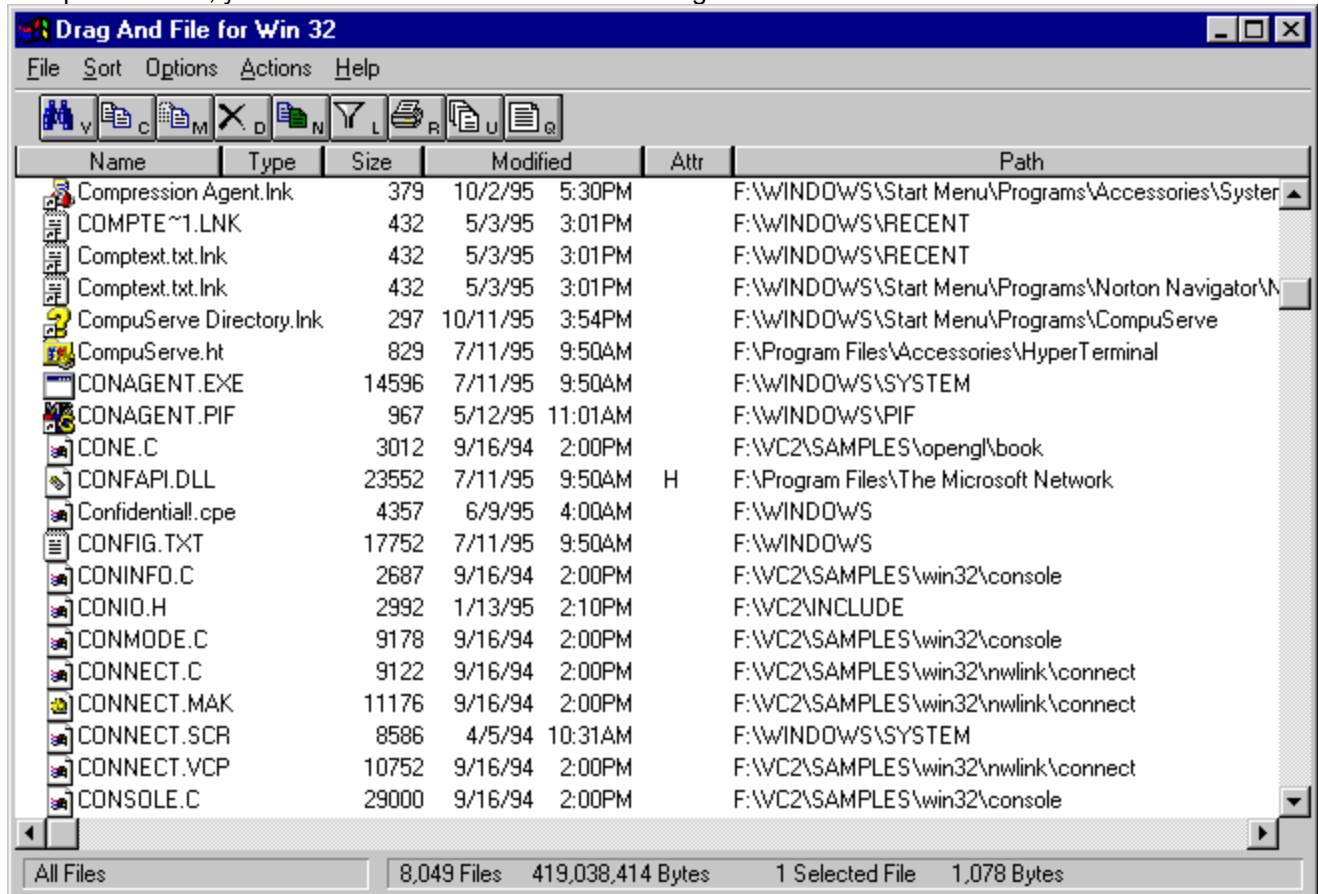 Drag And File for Win 32
File Sort Options Actions Help
V C M D N L R U Q
Name Type Size Modified Attr Path
Compression Agent.lnk 379 10/2/95 5:30PM F:\WINDOWS\Start Menu\Programs\Accessories\System
COMPTE~1.LNK 432 5/3/95 3:01PM F:\WINDOWS\RECENT
Comptext.txt.lnk 432 5/3/95 3:01PM F:\WINDOWS\RECENT
Comptext.txt.lnk 432 5/3/95 3:01PM F:\WINDOWS\Start Menu\Programs\Norton Navigator\N
CompuServe Directory.lnk 297 10/11/95 3:54PM F:\WINDOWS\Start Menu\Programs\CompuServe
CompuServe.ht 829 7/11/95 9:50AM F:\Program Files\Accessories\HyperTerminal
CONAGENT.EXE 14596 7/11/95 9:50AM F:\WINDOWS\SYSTEM
CONAGENT.PIF 967 5/12/95 11:01AM F:\WINDOWS\PIF
CONE.C 3012 9/16/94 2:00PM F:\VC2\SAMPLES\opengl\book
CONFAPI.DLL 23552 7/11/95 9:50AM H F:\Program Files\The Microsoft Network
Confidential!.cpe 4357 6/9/95 4:00AM F:\WINDOWS
CONFIG.TXT 17752 7/11/95 9:50AM F:\WINDOWS
CONINFO.C 2687 9/16/94 2:00PM F:\VC2\SAMPLES\win32\console
CONIO.H 2992 1/13/95 2:10PM F:\VC2\INCLUDE
CONMODE.C 9178 9/16/94 2:00PM F:\VC2\SAMPLES\win32\console
CONNECT.C 9122 9/16/94 2:00PM F:\VC2\SAMPLES\win32\nwlink\connect
CONNECT.MAK 11176 9/16/94 2:00PM F:\VC2\SAMPLES\win32\nwlink\connect
CONNECT.SCR 8586 4/5/94 10:31AM F:\WINDOWS\SYSTEM
CONNECT.VCP 10752 9/16/94 2:00PM F:\VC2\SAMPLES\win32\nwlink\connect
CONSOLE.C 29000 9/16/94 2:00PM F:\VC2\SAMPLES\win32\console
All Files 8,049 Files 419,038,414 Bytes 1 Selected File 1,078 Bytes